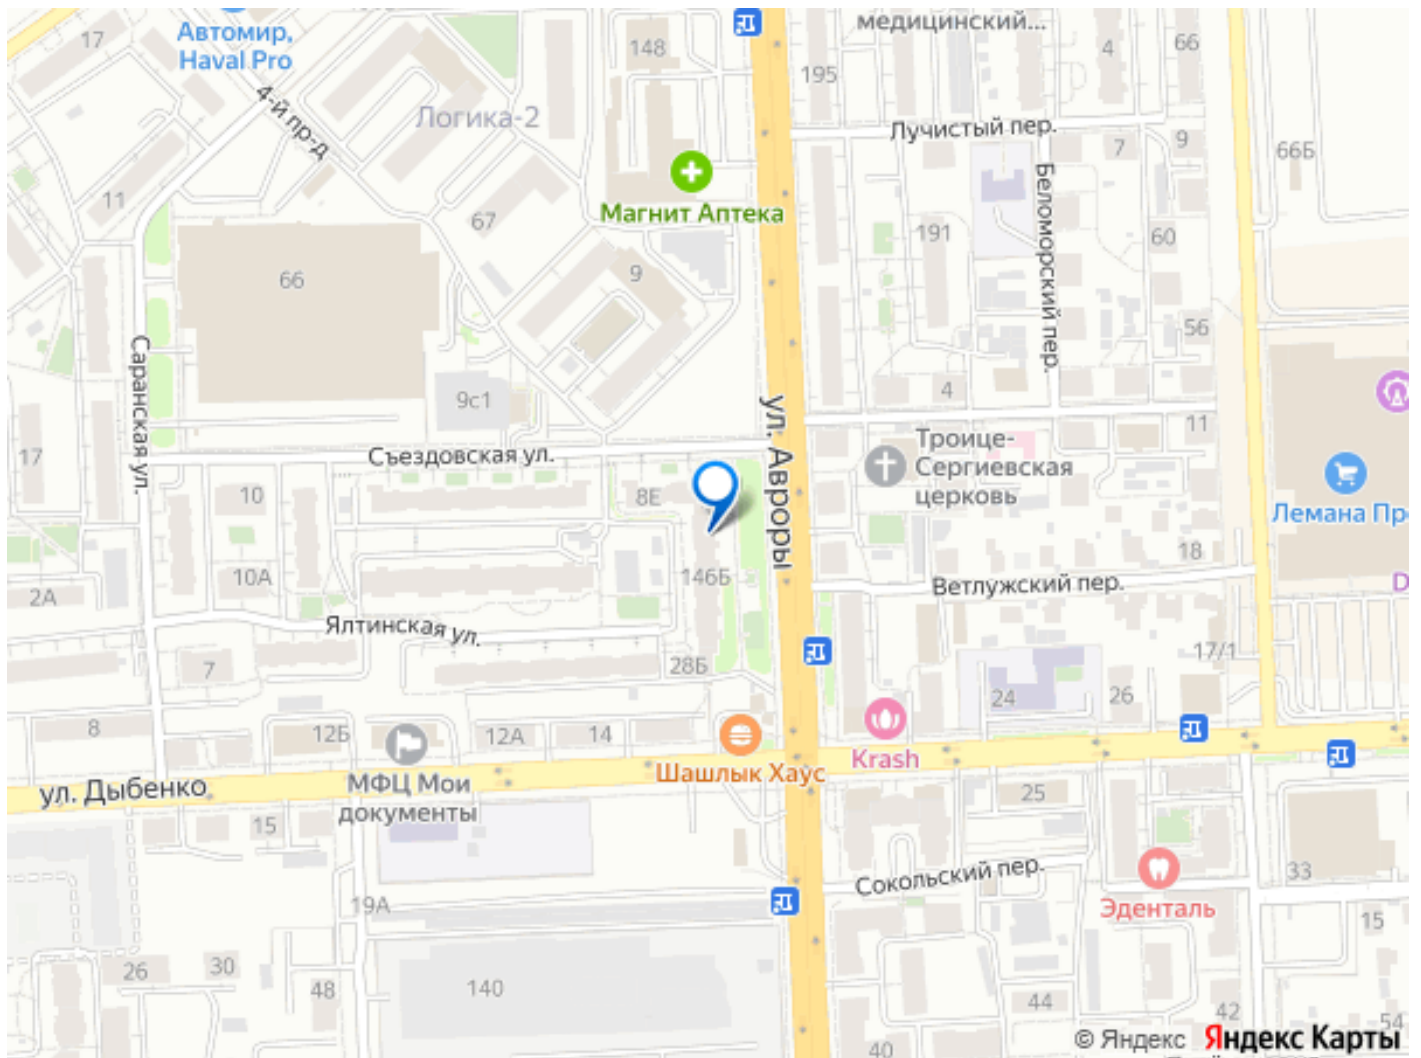 17
Автомир,
Haval Pro
148
медицинский...
4
66
195
4-й пр-д
Логика-2
Лучистый пер.
7
9
66Б
11
Магнит Аптека
67
191
Беломорский пер.
60
66
9
56
Саранская ул.
9с1
4
ул. Авроры
11
17
Съездовская ул.
Троице-
Сергиевская
церковь
10
8Е
Лемана Пр
10А
146Б
18
Ветлужский пер.
D
2А
Ялтинская ул.
28Б
7
17/1
24
26
8
12Б
12А
14
Krash
Шашлык Хаус
ул. Дыбенко
МФЦ Мои
документы
25
15
Сокольский пер.
33
19А
Эденталь
15
26
30
48
140
44
42
54
40
© Яндекс
Яндекс Карты